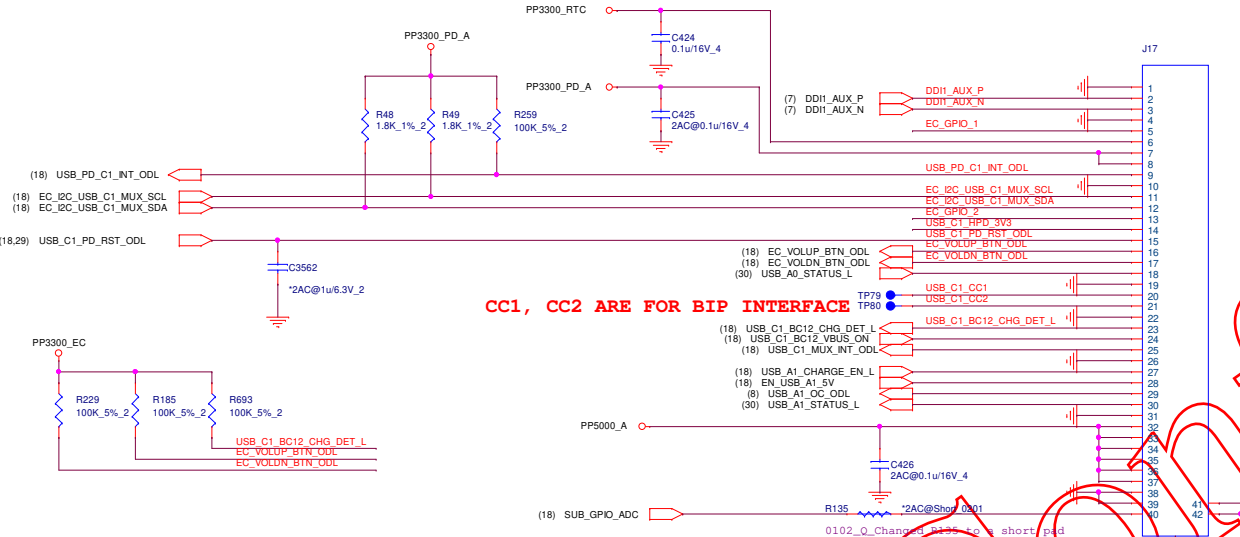 PP3300_RTC
C424
0.1u/16V_4
PP3300_PD_A
R48
1.8K_1%_2
R49
1.8K_1%_2
R259
100K_5%_2
PP3300_PD_A
C425
2AC@0.1u/16V_4
J17
(7) DDI1_AUX_P
(7) DDI1_AUX_N
DDI1_AUX_P
DDI1_AUX_N
EC_GPIO_1
USB_PD_C1_INT_ODL
EC_I2C_USB_C1_MUX_SCL
EC_I2C_USB_C1_MUX_SDA
EC_GPIO_2
USB_C1_HPD_3V3
USB_C1_PD_RST_ODL
EC_VOLUP_BTN_ODL
EC_VOLDN_BTN_ODL
USB_C1_CC1
USB_C1_CC2
USB_C1_BC12_CHG_DET_L
1
2
3
4
5
6
7
8
9
10
11
12
13
14
15
16
17
18
19
20
21
22
23
24
25
26
27
28
29
30
31
32
33
34
35
36
37
38
39
40
41
42
(18) USB_PD_C1_INT_ODL
(18) EC_I2C_USB_C1_MUX_SCL
(18) EC_I2C_USB_C1_MUX_SDA
18,29) USB_C1_PD_RST_ODL
C3562
*2AC@1u/6.3V_2
(18) EC_VOLUP_BTN_ODL
(18) EC_VOLDN_BTN_ODL
(30) USB_A0_STATUS_L
CC1, CC2 ARE FOR BIP INTERFACE
TP79
TP80
(18) USB_C1_BC12_CHG_DET_L
(18) USB_C1_BC12_VBUS_ON
(18) USB_C1_MUX_INT_ODL
(18) USB_A1_CHARGE_EN_L
(18) EN_USB_A1_5V
(8) USB_A1_OC_ODL
(30) USB_A1_STATUS_L
PP3300_EC
R229
100K_5%_2
R185
100K_5%_2
R693
100K_5%_2
USB_C1_BC12_CHG_DET_L
EC_VOLUP_BTN_ODL
EC_VOLDN_BTN_ODL
PP5000_A
C426
2AC@0.1u/16V_4
(18) SUB_GPIO_ADC
R135
*2AC@Short_0201
0102_Q_Changed R135 to a short pad